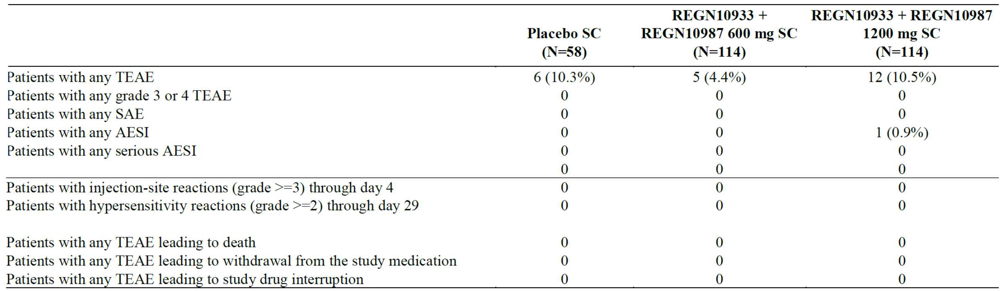 REGN10933 + REGN10933 + REGN10987
Placebo SC REGN10987 600 mg SC 1200 mg SC
(N=58) (N=114) (N=114)
Patients with any TEAE 6 (10.3%) 5 (4.4%) 12 (10.5%)
Patients with any grade 3 or 4 TEAE 0 0 0
Patients with any SAE 0 0 0
Patients with any AESI 0 0 1 (0.9%)
Patients with any serious AESI 0 0 0
0 0 0
Patients with injection-site reactions (grade >=3) through day 4 0 0 0
Patients with hypersensitivity reactions (grade >=2) through day 29 0 0 0
Patients with any TEAE leading to death 0 0 0
Patients with any TEAE leading to withdrawal from the study medication 0 0 0
Patients with any TEAE leading to study drug interruption 0 0 0